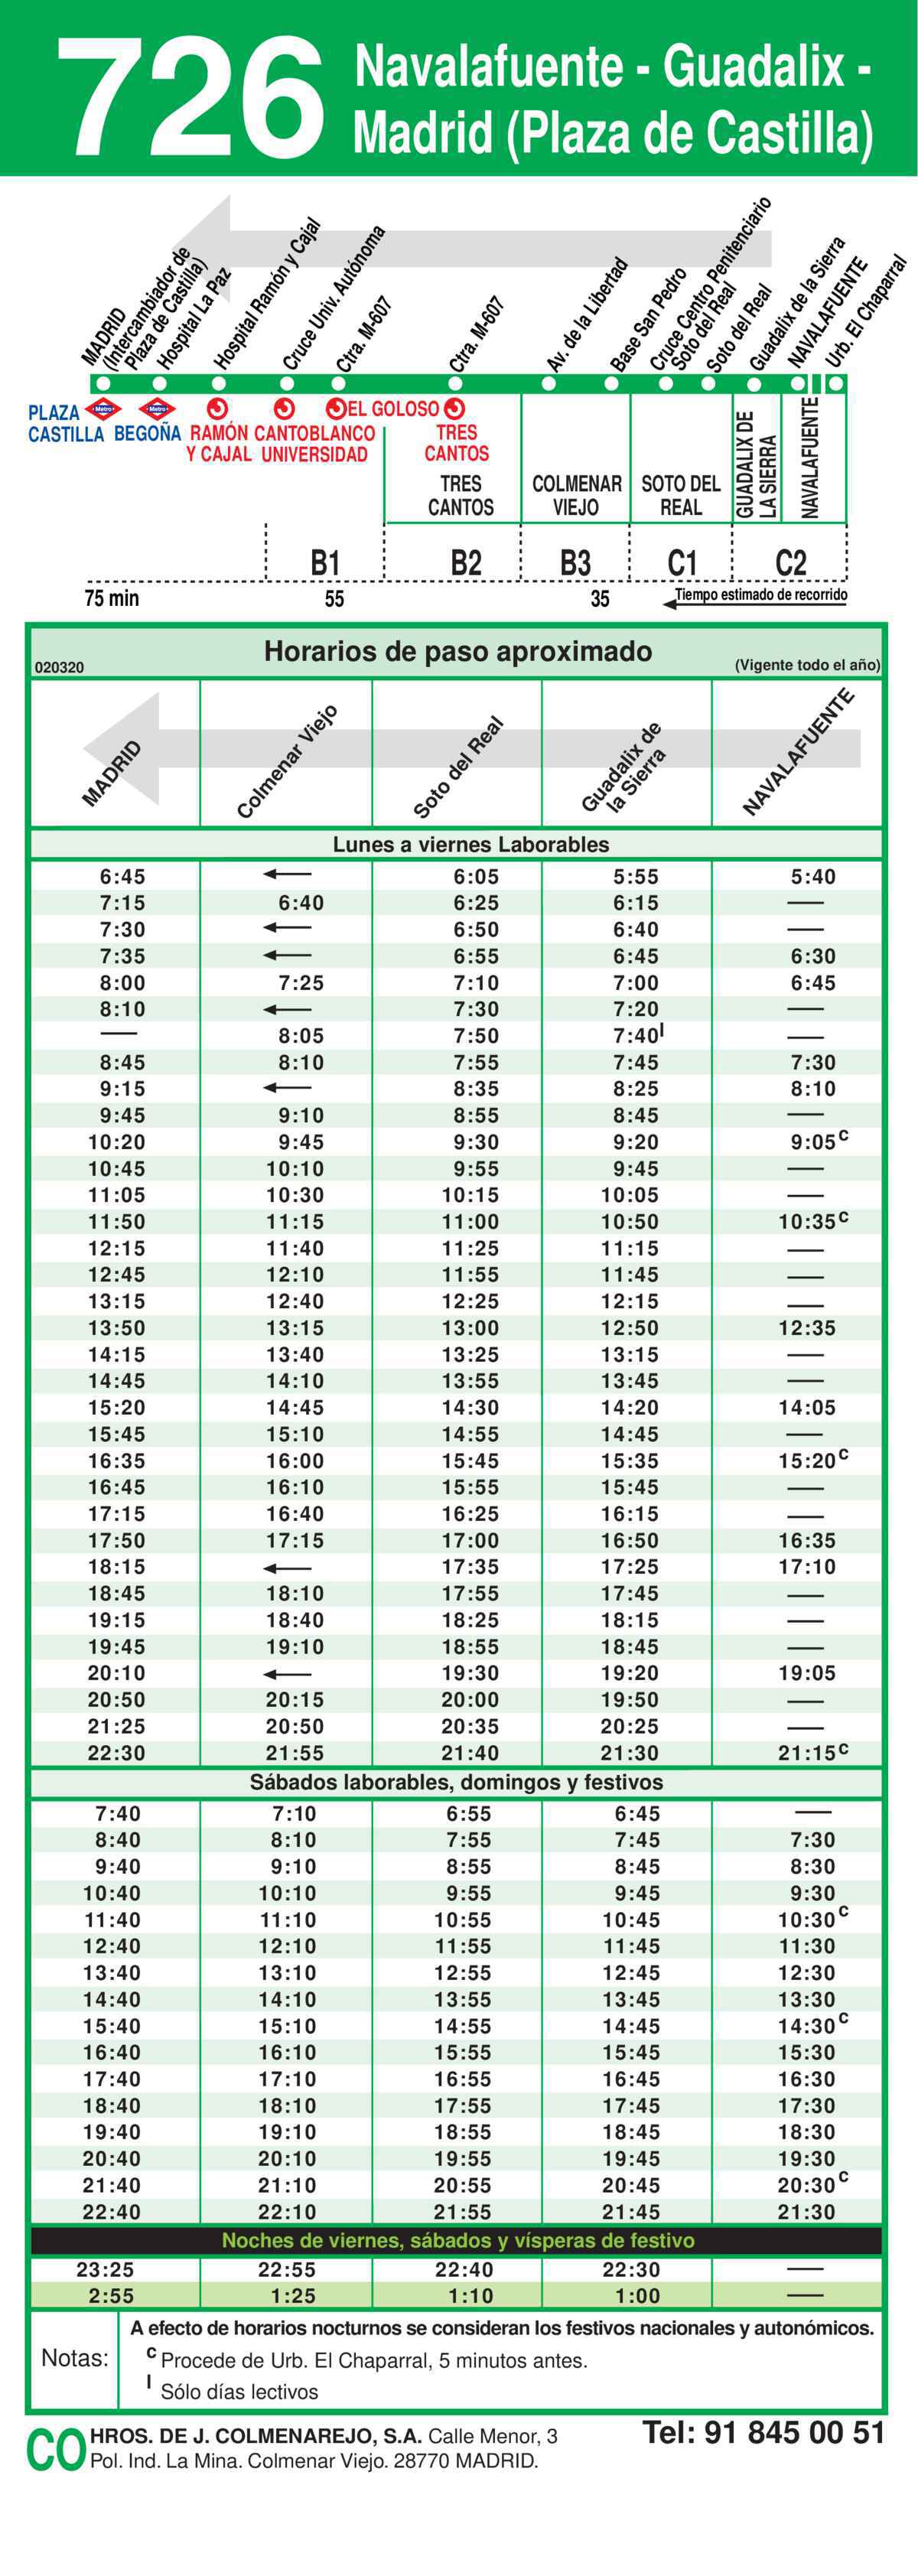 726
Navalafuente - Guadalix -
Madrid (Plaza de Castilla)
MADRID
(Intercambiador de
Plaza de Castilla)
Hospital La Paz
Hospital Ramón y Cajal
Cruce Univ. Autónoma
Ctra. M-607
Ctra. M-607
Av. de la Libertad
Base San Pedro
Cruce Centro Penitenciario
Soto del Real
Soto del Real
Guadalix de la Sierra
NAVALAFUENTE
Urb. El Chaparral
PLAZA CASTILLA
Metro
Metro
BEGOÑA
RAMÓN Y CAJAL
CANTOBLANCO UNIVERSIDAD
EL GOLOSO
TRES CANTOS
TRES CANTOS
COLMENAR VIEJO
SOTO DEL REAL
GUADALIX DE LA SIERRA
NAVALAFUENTE
B1 B2 B3 C1 C2
75 min 55 35 Tiempo estimado de recorrido
020320 Horarios de paso aproximado (Vigente todo el año)
MADRID Colmenar Viejo Soto del Real Guadalix de la Sierra NAVALAFUENTE
Lunes a viernes Laborables
6:45 ← 6:05 5:55 5:40
7:15 6:40 6:25 6:15 —
7:30 ← 6:50 6:40 —
7:35 ← 6:55 6:45 6:30
8:00 7:25 7:10 7:00 6:45
8:10 ← 7:30 7:20 —
— 8:05 7:50 7:40 l —
8:45 8:10 7:55 7:45 7:30
9:15 ← 8:35 8:25 8:10
9:45 9:10 8:55 8:45 —
10:20 9:45 9:30 9:20 9:05 c
10:45 10:10 9:55 9:45 —
11:05 10:30 10:15 10:05 —
11:50 11:15 11:00 10:50 10:35 c
12:15 11:40 11:25 11:15 —
12:45 12:10 11:55 11:45 —
13:15 12:40 12:25 12:15 —
13:50 13:15 13:00 12:50 12:35
14:15 13:40 13:25 13:15 —
14:45 14:10 13:55 13:45 —
15:20 14:45 14:30 14:20 14:05
15:45 15:10 14:55 14:45 —
16:35 16:00 15:45 15:35 15:20 c
16:45 16:10 15:55 15:45 —
17:15 16:40 16:25 16:15 —
17:50 17:15 17:00 16:50 16:35
18:15 ← 17:35 17:25 17:10
18:45 18:10 17:55 17:45 —
19:15 18:40 18:25 18:15 —
19:45 19:10 18:55 18:45 —
20:10 ← 19:30 19:20 19:05
20:50 20:15 20:00 19:50 —
21:25 20:50 20:35 20:25 —
22:30 21:55 21:40 21:30 21:15 c
Sábados laborables, domingos y festivos
7:40 7:10 6:55 6:45 —
8:40 8:10 7:55 7:45 7:30
9:40 9:10 8:55 8:45 8:30
10:40 10:10 9:55 9:45 9:30
11:40 11:10 10:55 10:45 10:30 c
12:40 12:10 11:55 11:45 11:30
13:40 13:10 12:55 12:45 12:30
14:40 14:10 13:55 13:45 13:30
15:40 15:10 14:55 14:45 14:30 c
16:40 16:10 15:55 15:45 15:30
17:40 17:10 16:55 16:45 16:30
18:40 18:10 17:55 17:45 17:30
19:40 19:10 18:55 18:45 18:30
20:40 20:10 19:55 19:45 19:30
21:40 21:10 20:55 20:45 20:30 c
22:40 22:10 21:55 21:45 21:30
Noches de viernes, sábados y vísperas de festivo
23:25 22:55 22:40 22:30 —
2:55 1:25 1:10 1:00 —
Notas:
A efecto de horarios nocturnos se consideran los festivos nacionales y autonómicos.
c Procede de Urb. El Chaparral, 5 minutos antes.
l Sólo días lectivos
CO HROS. DE J. COLMENAREJO, S.A. Calle Menor, 3
Pol. Ind. La Mina. Colmenar Viejo. 28770 MADRID.
Tel: 91 845 00 51